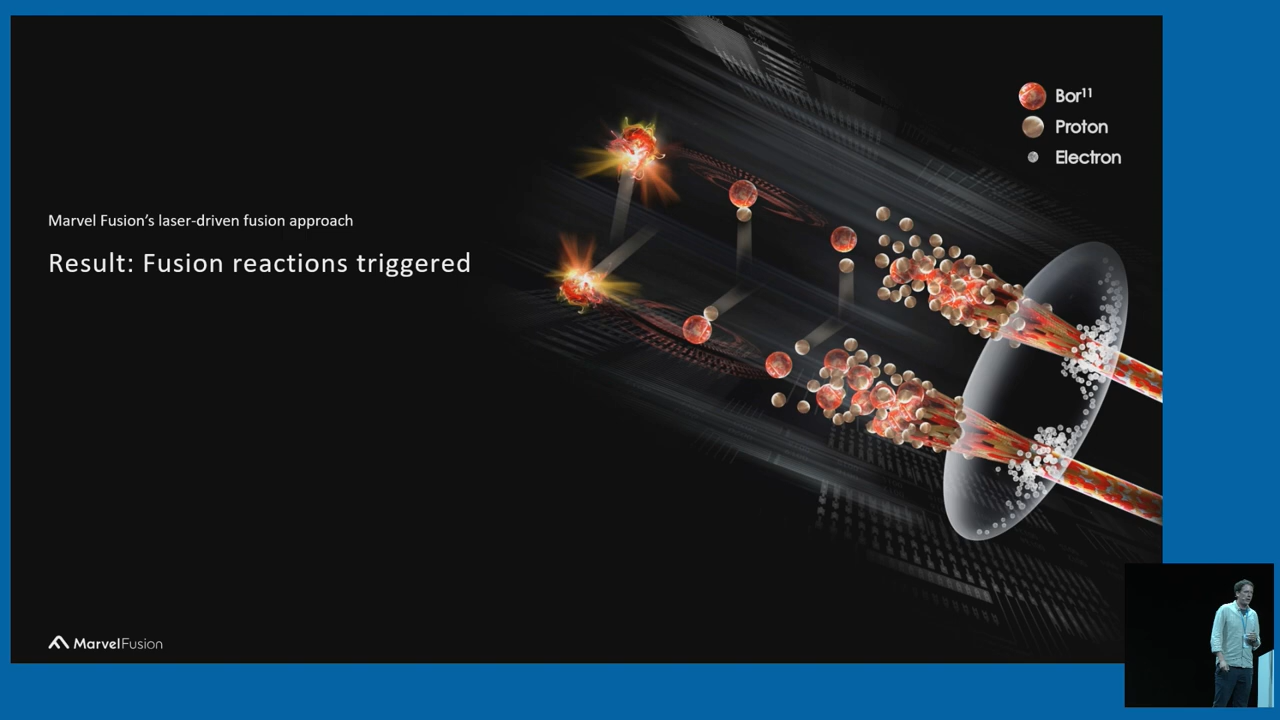 Bor¹¹
Proton
Electron
Marvel Fusion’s laser-driven fusion approach
Result: Fusion reactions triggered
MarvelFusion